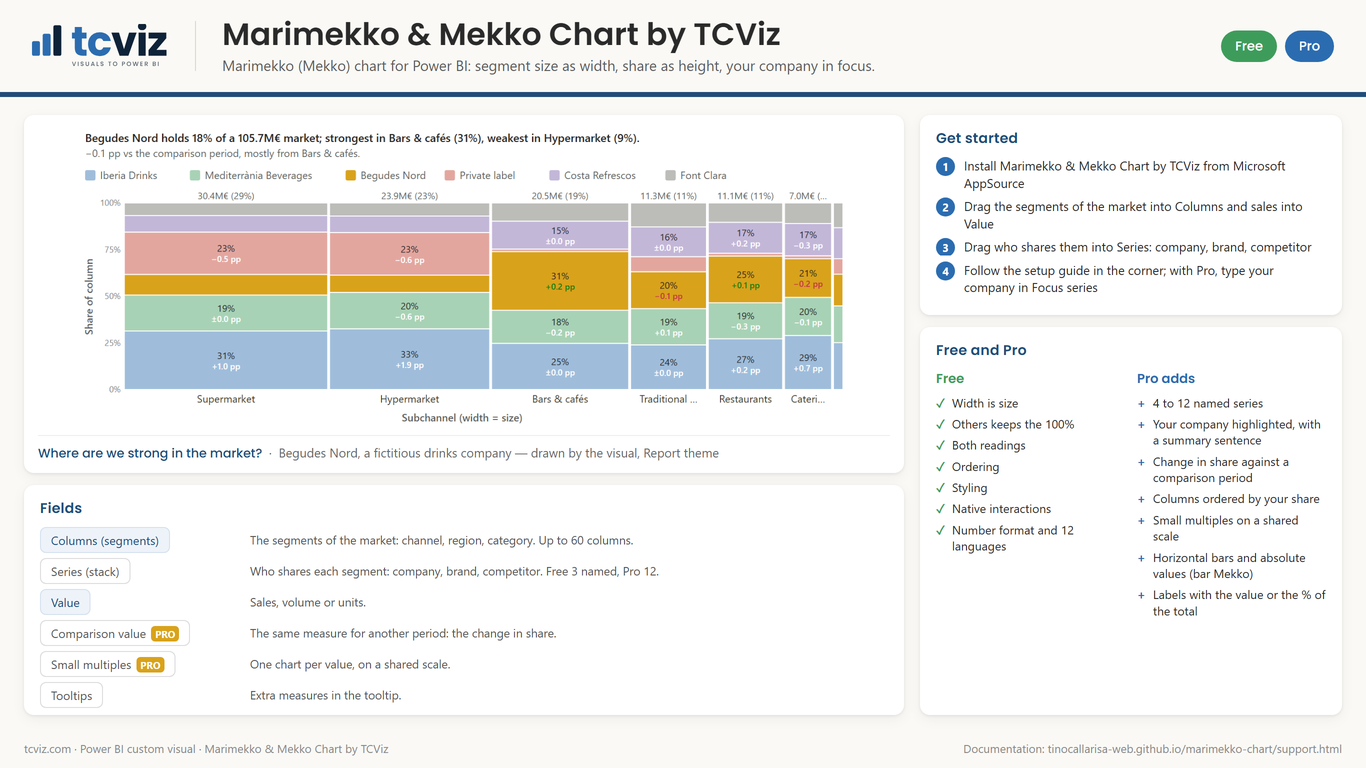 tcviz
VISUALS TO POWER BI
Marimekko & Mekko Chart by TCViz
Marimekko (Mekko) chart for Power BI: segment size as width, share as height, your company in focus.
Free
Pro
Begudes Nord holds 18% of a 105.7M€ market; strongest in Bars & cafés (31%), weakest in Hypermarket (9%).
−0.1 pp vs the comparison period, mostly from Bars & cafés.
Iberia Drinks
Mediterrània Beverages
Begudes Nord
Private label
Costa Refrescos
Font Clara
30.4M€ (29%)
23.9M€ (23%)
20.5M€ (19%)
11.3M€ (11%)
11.1M€ (11%)
7.0M€ (...
100%
75%
50%
25%
0%
Share of column
23%
−0.5 pp
19%
±0.0 pp
31%
+1.0 pp
23%
−0.6 pp
20%
−0.6 pp
33%
+1.9 pp
15%
±0.0 pp
31%
+0.2 pp
18%
−0.2 pp
25%
±0.0 pp
16%
±0.0 pp
20%
−0.1 pp
19%
+0.1 pp
24%
±0.0 pp
17%
+0.2 pp
25%
+0.1 pp
19%
−0.3 pp
27%
+0.2 pp
17%
−0.3 pp
21%
−0.2 pp
20%
−0.1 pp
29%
+0.7 pp
Supermarket
Hypermarket
Bars & cafés
Traditional ...
Restaurants
Cateri...
Subchannel (width = size)
Where are we strong in the market? · Begudes Nord, a fictitious drinks company — drawn by the visual, Report theme
Fields
Columns (segments)
The segments of the market: channel, region, category. Up to 60 columns.
Series (stack)
Who shares each segment: company, brand, competitor. Free 3 named, Pro 12.
Value
Sales, volume or units.
Comparison value PRO
The same measure for another period: the change in share.
Small multiples PRO
One chart per value, on a shared scale.
Tooltips
Extra measures in the tooltip.
Get started
1 Install Marimekko & Mekko Chart by TCViz from Microsoft
AppSource
2 Drag the segments of the market into Columns and sales into
Value
3 Drag who shares them into Series: company, brand, competitor
4 Follow the setup guide in the corner; with Pro, type your
company in Focus series
Free and Pro
Free
✓ Width is size
✓ Others keeps the 100%
✓ Both readings
✓ Ordering
✓ Styling
✓ Native interactions
✓ Number format and 12
languages
Pro adds
+ 4 to 12 named series
+ Your company highlighted, with
a summary sentence
+ Change in share against a
comparison period
+ Columns ordered by your share
+ Small multiples on a shared
scale
+ Horizontal bars and absolute
values (bar Mekko)
+ Labels with the value or the % of
the total
tcviz.com · Power BI custom visual · Marimekko & Mekko Chart by TCViz
Documentation: tinocallarisa-web.github.io/marimekko-chart/support.html